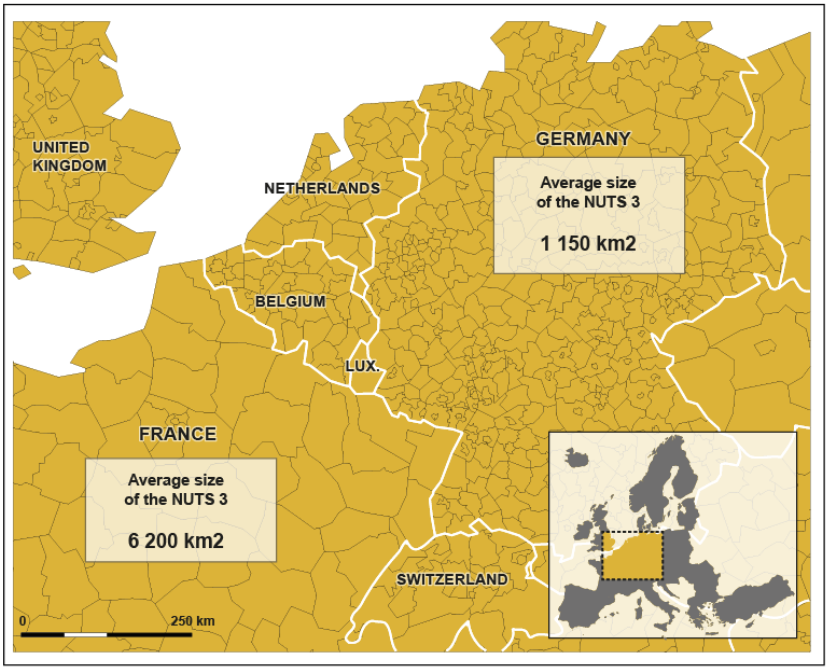 UNITED
KINGDOM
GERMANY
Average size
of the NUTS 3
1 150 km2
NETHERLANDS
BELGIUM
LUX.
FRANCE
Average size
of the NUTS 3
6 200 km2
SWITZERLAND
0 250 km